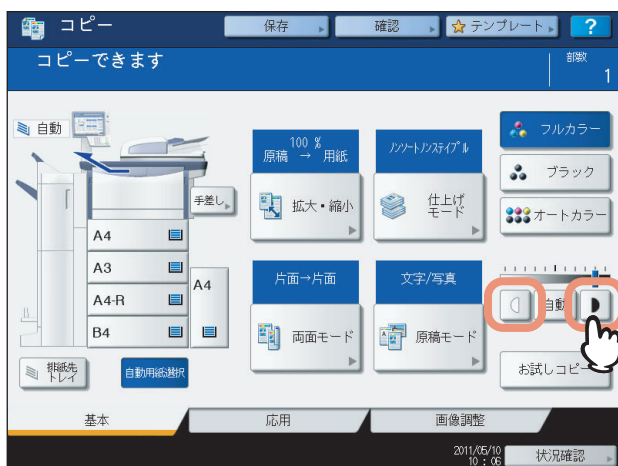 コピー
保存
確認
テンプレート
?
コピーできます
部数
1
自動
手差し
A4
A3
A4-R
B4
A4
排紙先
トレイ
自動用紙選択
100 %
原稿 → 用紙
拡大・縮小
ノンソートノンステイプル
仕上げ
モード
片面→片面
両面モード
文字/写真
原稿モード
フルカラー
ブラック
オートカラー
自動
お試しコピー
基本
応用
画像調整
2011/05/10
10 : 06
状況確認